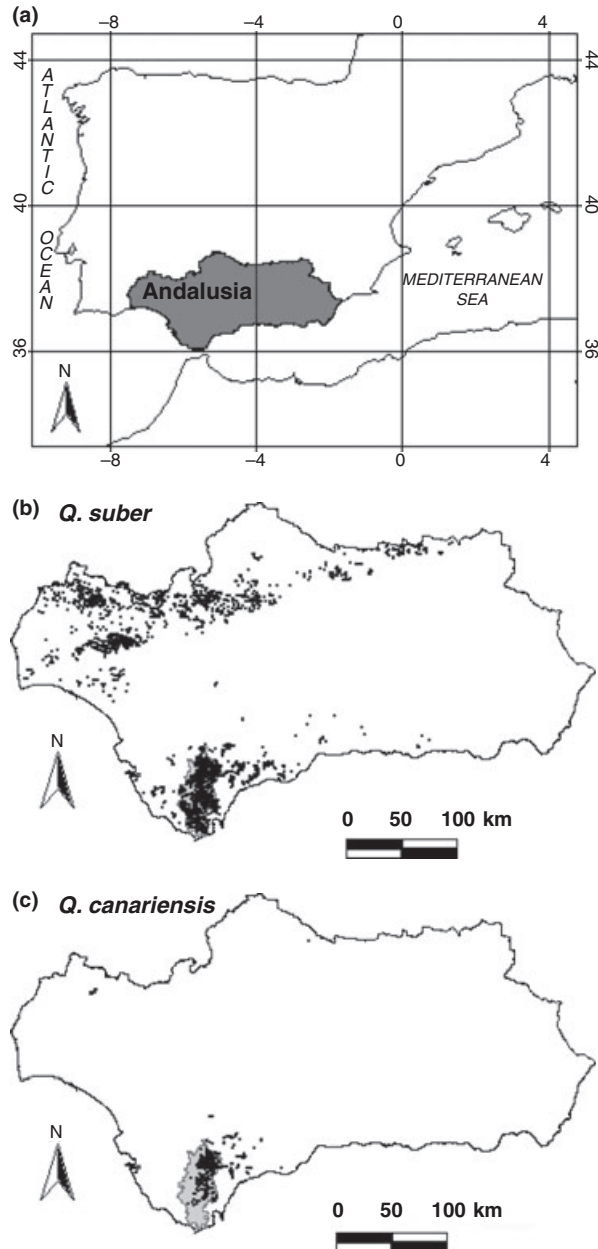 (a)
−8 −4 0 4
44 44
ATLANTIC
OCEAN
40 40
Andalusia
MEDITERRANEAN
SEA
36 36
N
−8 −4 0 4
(b) Q. suber
N
0 50 100 km
(c) Q. canariensis
N
0 50 100 km